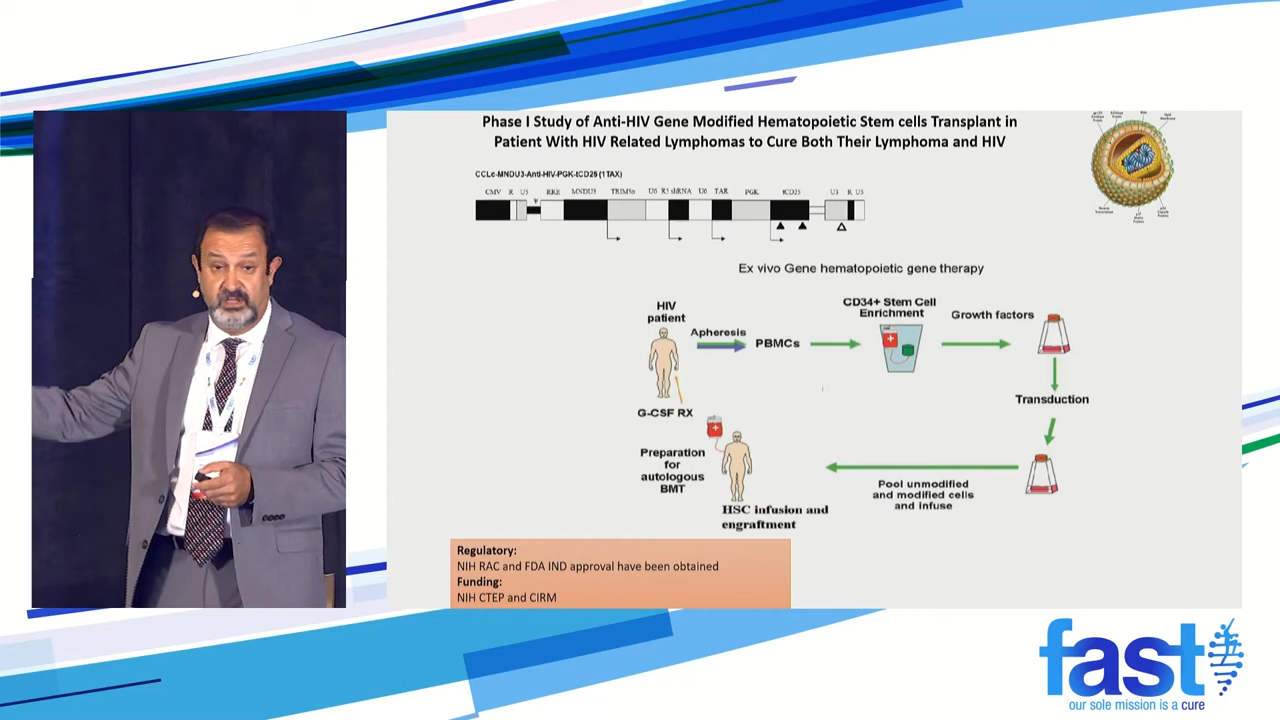 Phase I Study of Anti-HIV Gene Modified Hematopoietic Stem cells Transplant in
Patient With HIV Related Lymphomas to Cure Both Their Lymphoma and HIV
CCLc-MNDU3-Anti-HIV-PGK-tCD25 (1TAX)
CMV R U5 Ψ RRE MNDU3 TRIM5α U6 R5 shRNA U6 TAR PGK tCD25 U3 R U5
Ex vivo Gene hematopoietic gene therapy
HIV
patient
Apheresis
PBMCs
CD34+ Stem Cell
Enrichment
Growth factors
G-CSF RX
Transduction
Preparation
for
autologous
BMT
Pool unmodified
and modified cells
and infuse
HSC infusion and
engraftment
Regulatory:
NIH RAC and FDA IND approval have been obtained
Funding:
NIH CTEP and CIRM
fast
our sole mission is a cure